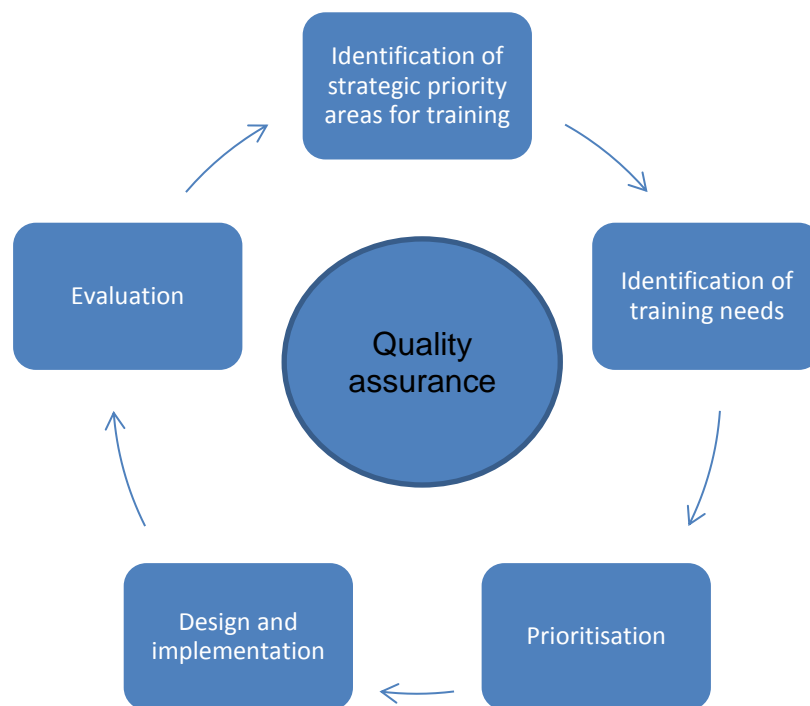 Identification of
strategic priority
areas for training
Identification of
training needs
Prioritisation
Design and
implementation
Evaluation
Quality
assurance